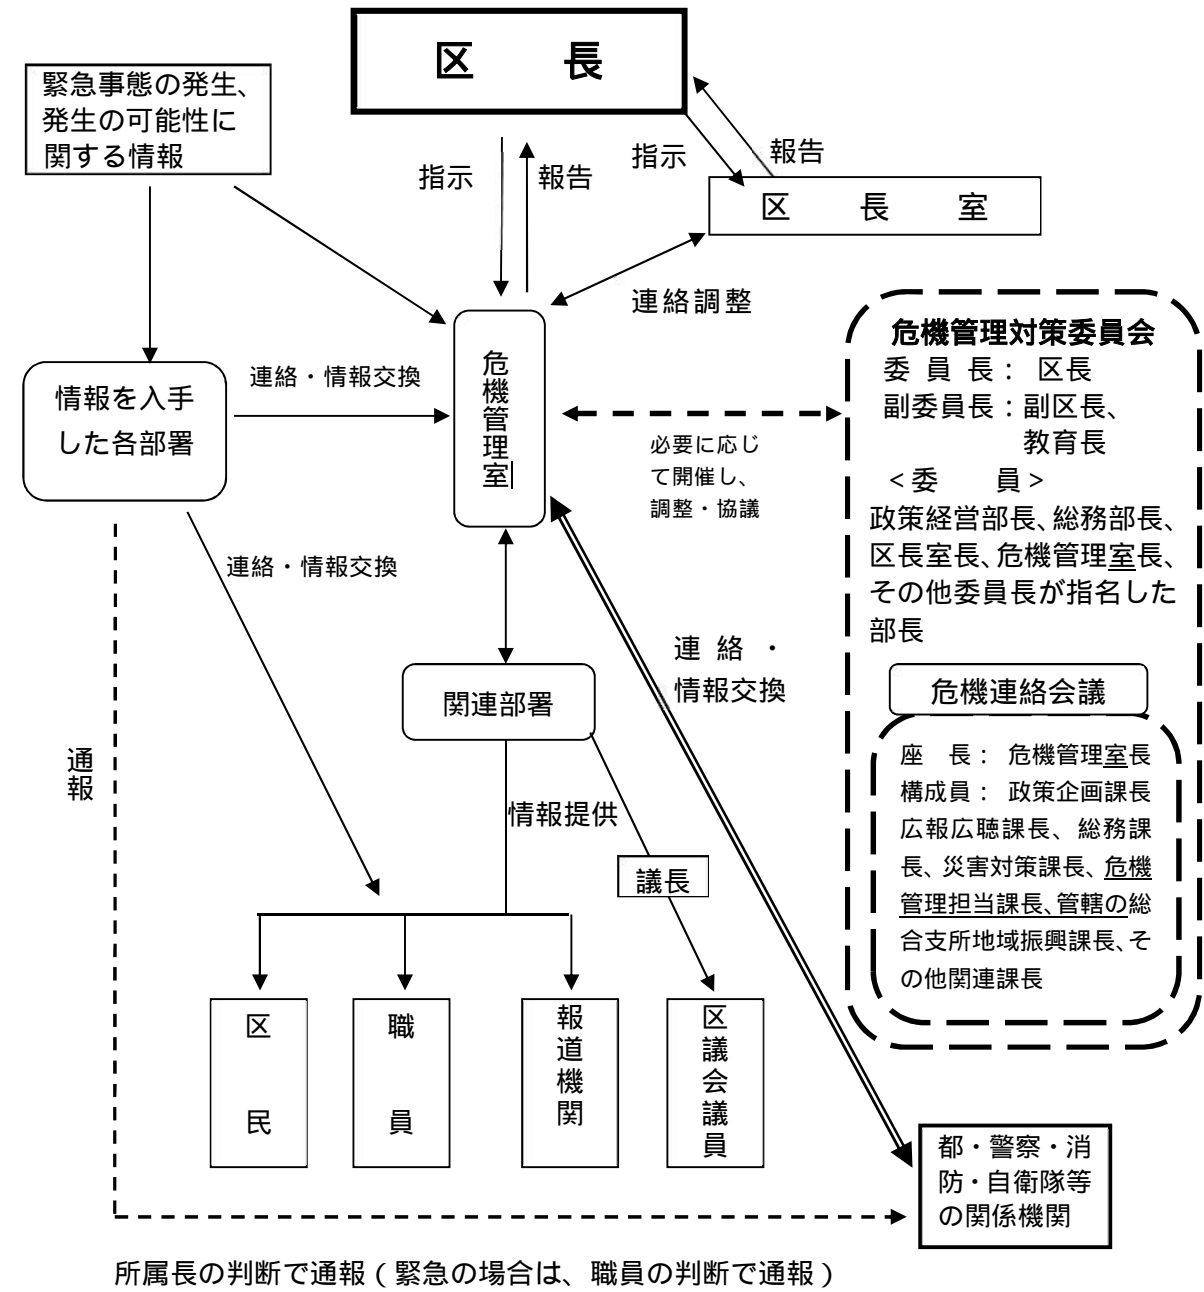 区　長
緊急事態の発生、
発生の可能性に
関する情報
指示
報告
指示
報告
区　長　室
連絡調整
情報を入手
した各部署
連絡・情報交換
危機管理室
必要に応じ
て開催し、
調整・協議
危機管理対策委員会
委 員 長： 区長
副委員長：副区長、
教育長
＜委　　員＞
政策経営部長、総務部長、
区長室長、危機管理室長、
その他委員長が指名した
部長
危機連絡会議
座　長： 危機管理室長
構成員： 政策企画課長
広報広聴課長、総務課
長、災害対策課長、危機
管理担当課長、管轄の総
合支所地域振興課長、そ
の他関連課長
連絡・情報交換
連 絡 ・
情報交換
関連部署
通報
情報提供
議長
区　民
職　員
報道機関
区議会議員
都・警察・消
防・自衛隊等
の関係機関
所属長の判断で通報（緊急の場合は、職員の判断で通報）